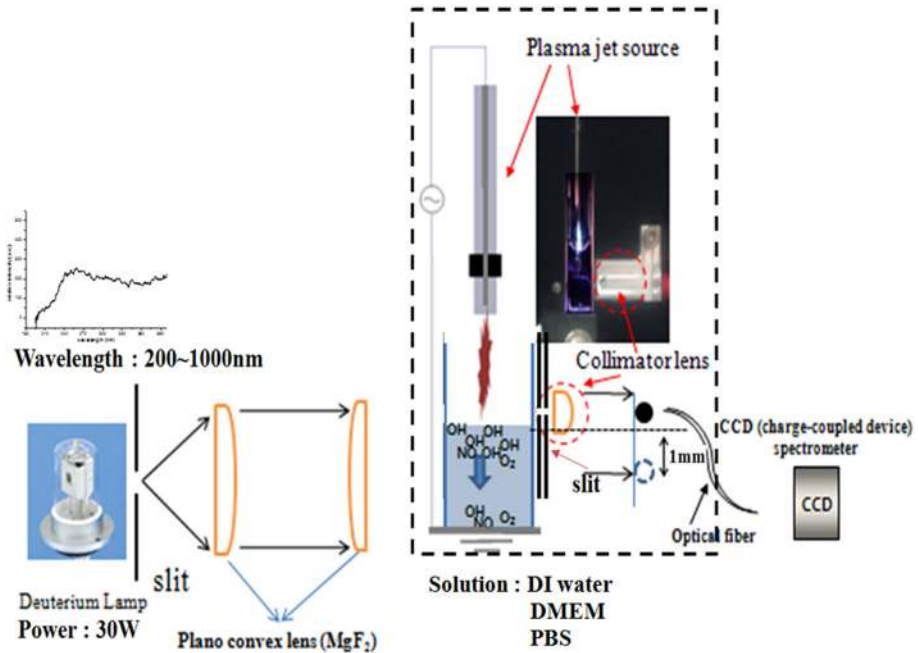 Plasma jet source
Wavelength : 200~1000nm
Collimator lens
OH
OH
OH OH
NO OH
O₂
1mm
CCD (charge-coupled device)
spectrometer
slit
CCD
OH
NO O₂
Optical fiber
slit
Deuterium Lamp
Power : 30W
Plano convex lens (MgF₂)
Solution : DI water
DMEM
PBS